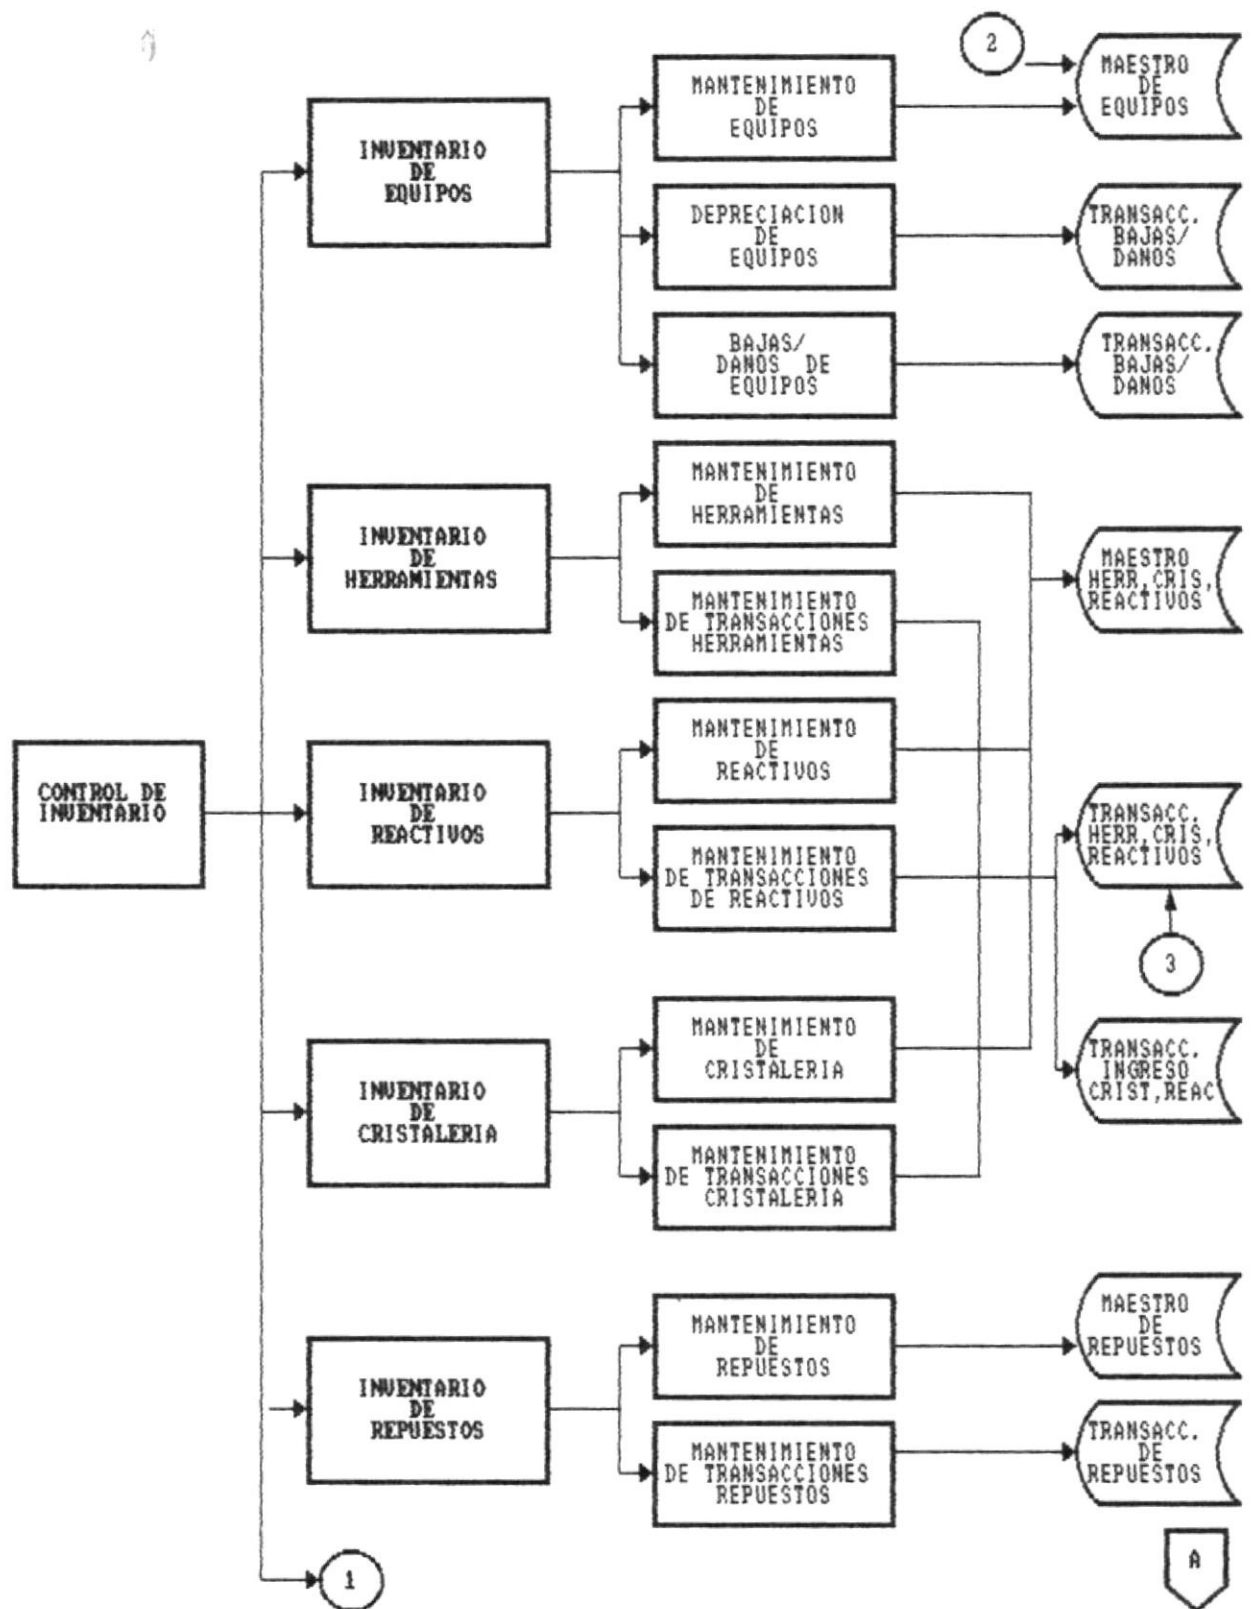 2
MAESTRO
DE
EQUIPOS
MANTENIMIENTO
DE
EQUIPOS
INVENTARIO
DE
EQUIPOS
DEPRECIACION
DE
EQUIPOS
TRANSACC.
BAJAS/
DANOS
BAJAS/
DANOS DE
EQUIPOS
TRANSACC.
BAJAS/
DANOS
MANTENIMIENTO
DE
HERRAMIENTAS
INVENTARIO
DE
HERRAMIENTAS
MAESTRO
HERR,CRIS,
REACTIVOS
MANTENIMIENTO
DE TRANSACCIONES
HERRAMIENTAS
MANTENIMIENTO
DE
REACTIVOS
CONTROL DE
INVENTARIO
INVENTARIO
DE
REACTIVOS
TRANSACC.
HERR,CRIS,
REACTIVOS
MANTENIMIENTO
DE TRANSACCIONES
DE REACTIVOS
3
MANTENIMIENTO
DE
CRISTALERIA
TRANSACC.
INGRESO
CRIST,REAC
INVENTARIO
DE
CRISTALERIA
MANTENIMIENTO
DE TRANSACCIONES
CRISTALERIA
MAESTRO
DE
REPUESTOS
MANTENIMIENTO
DE
REPUESTOS
INVENTARIO
DE
REPUESTOS
TRANSACC.
DE
REPUESTOS
MANTENIMIENTO
DE TRANSACCIONES
REPUESTOS
A
1